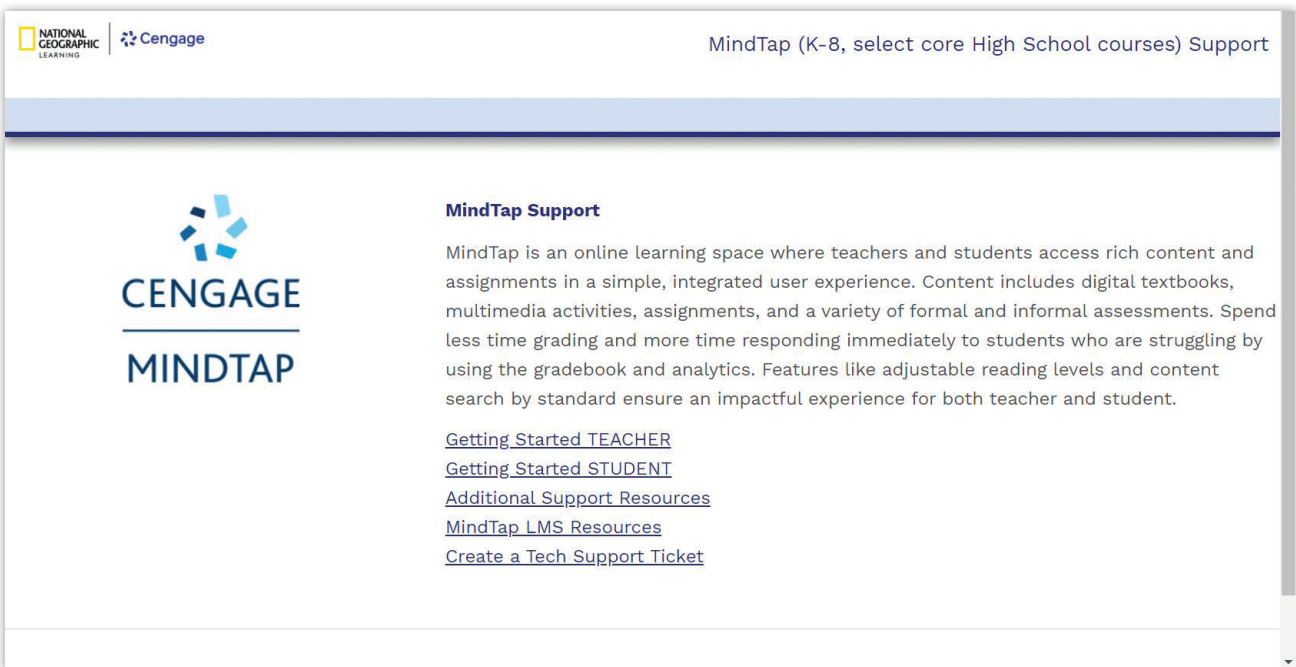 NATIONAL
GEOGRAPHIC
LEARNING
Cengage
MindTap (K-8, select core High School courses) Support
CENGAGE
MINDTAP
MindTap Support
MindTap is an online learning space where teachers and students access rich content and
assignments in a simple, integrated user experience. Content includes digital textbooks,
multimedia activities, assignments, and a variety of formal and informal assessments. Spend
less time grading and more time responding immediately to students who are struggling by
using the gradebook and analytics. Features like adjustable reading levels and content
search by standard ensure an impactful experience for both teacher and student.
Getting Started TEACHER
Getting Started STUDENT
Additional Support Resources
MindTap LMS Resources
Create a Tech Support Ticket